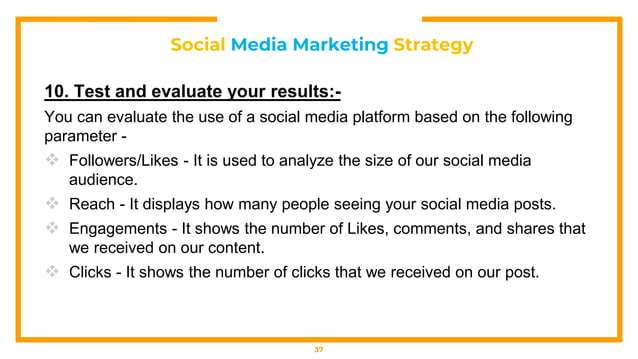 Social Media Marketing Strategy
10. Test and evaluate your results:-
You can evaluate the use of a social media platform based on the following
parameter -
Followers/Likes - It is used to analyze the size of our social media
audience.
Reach - It displays how many people seeing your social media posts.
Engagements - It shows the number of Likes, comments, and shares that
we received on our content.
Clicks - It shows the number of clicks that we received on our post.
37